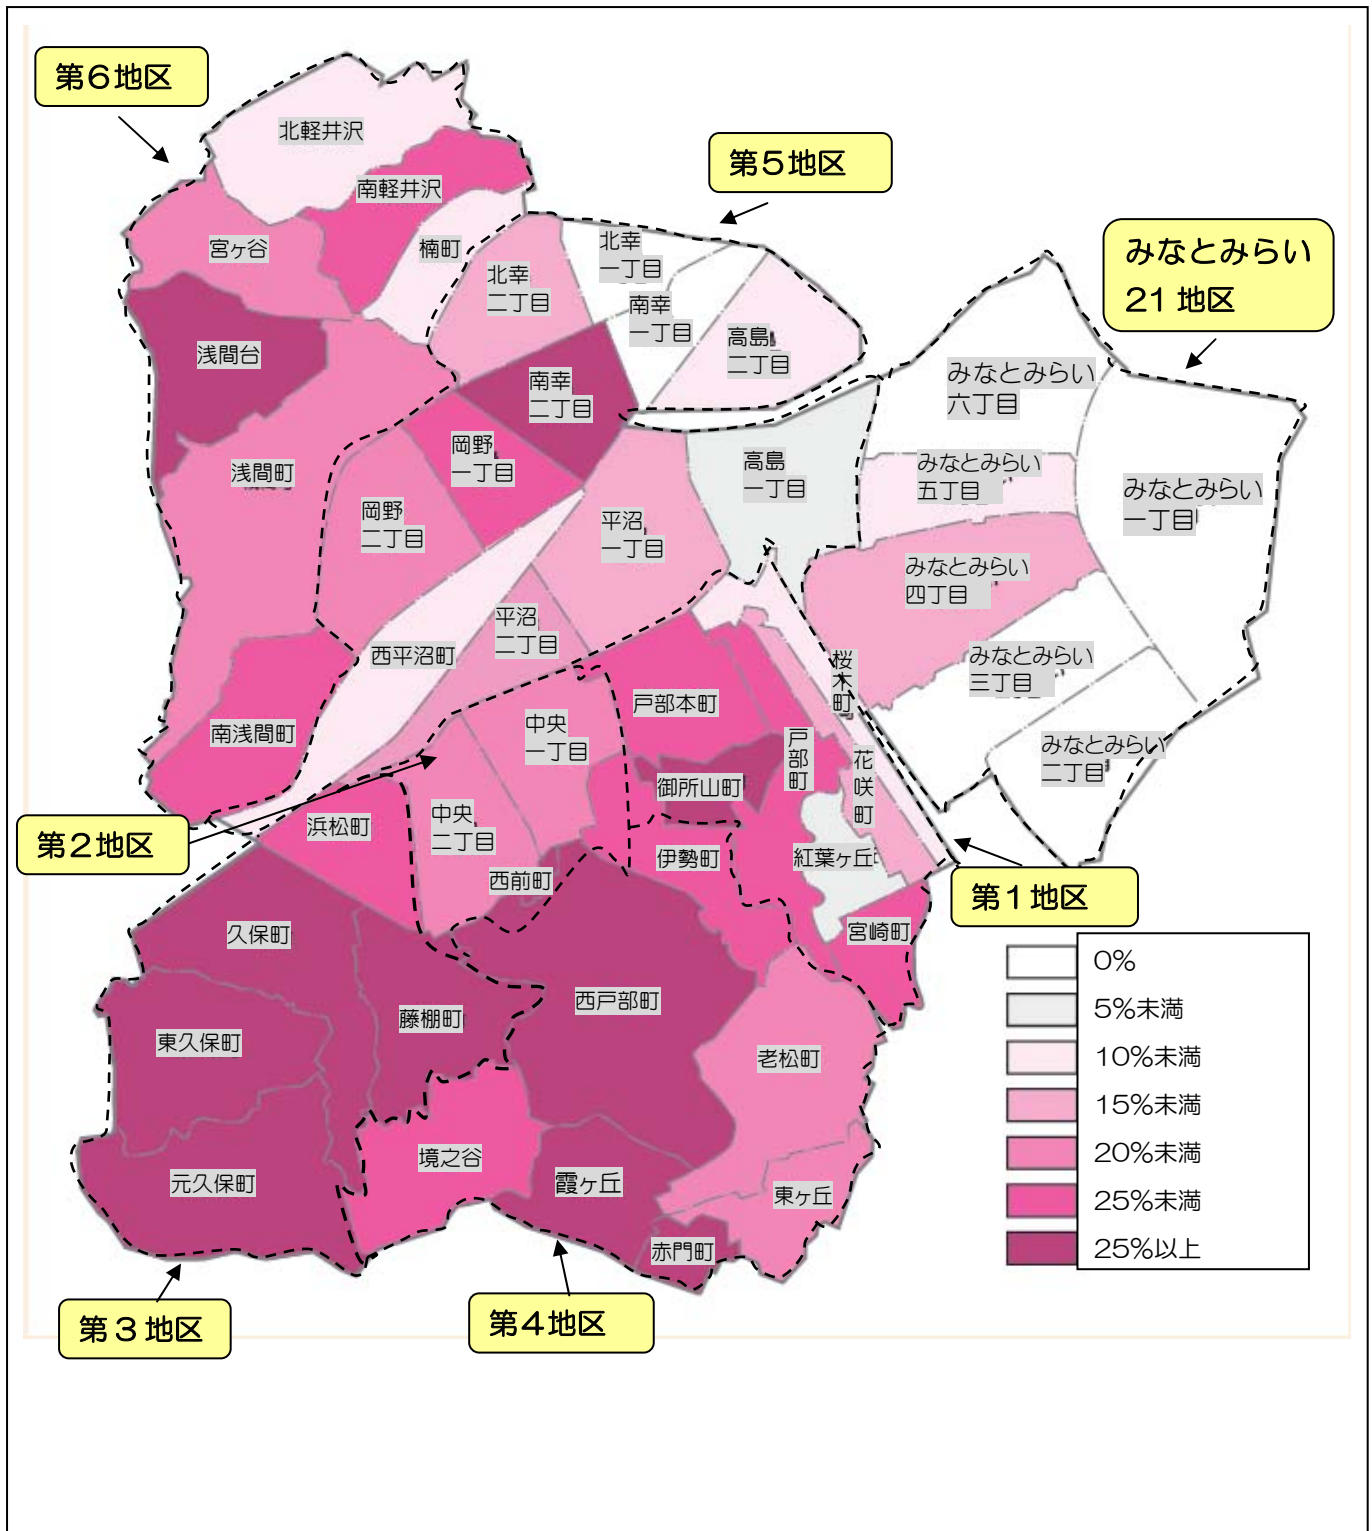 第6地区
北軽井沢
第5地区
南軽井沢
みなとみらい
21地区
宮ヶ谷
楠町
北幸
一丁目
北幸
二丁目
南幸
一丁目
高島
二丁目
浅間台
南幸
二丁目
みなとみらい
六丁目
岡野
一丁目
高島
一丁目
みなとみらい
五丁目
みなとみらい
一丁目
浅間町
岡野
二丁目
平沼
一丁目
みなとみらい
四丁目
平沼
二丁目
西平沼町
桜木町
みなとみらい
三丁目
戸部本町
南浅間町
中央
一丁目
戸部町
花咲町
みなとみらい
二丁目
御所山町
第2地区
浜松町
中央
二丁目
伊勢町
紅葉ヶ丘
西前町
第1地区
久保町
宮崎町
0%
西戸部町
5%未満
藤棚町
東久保町
老松町
10%未満
15%未満
境之谷
20%未満
元久保町
霞ヶ丘
東ヶ丘
25%未満
赤門町
25%以上
第3地区
第4地区